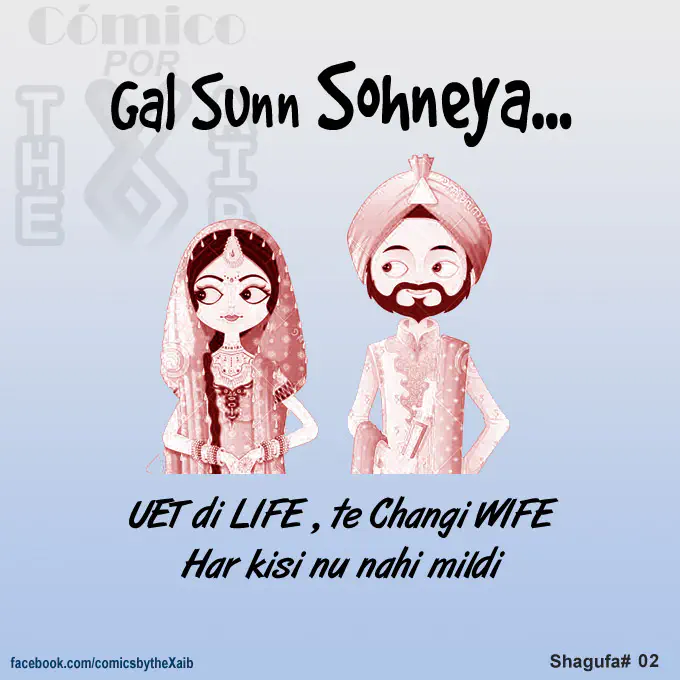 Cómico
POR
THE
Gal Sunn Sohneya...
UET di LIFE , te Changi WIFE
Har kisi nu nahi mildi
facebook.com/comicsbytheXaib
Shagufa# 02